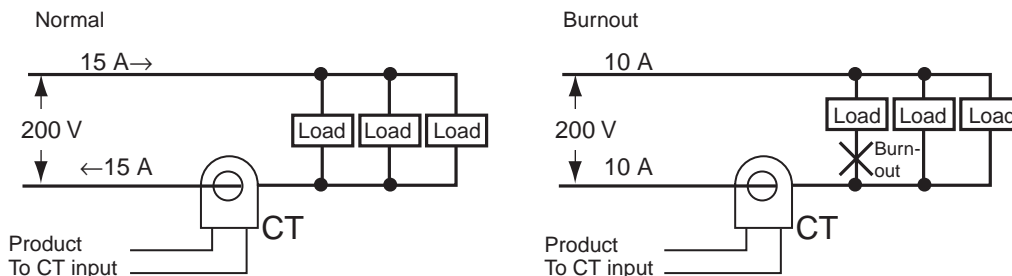 Normal
15 A→
200 V
←15 A
Load
Load
Load
CT
Product
To CT input
Burnout
10 A
200 V
10 A
Load
Load
Load
Burn-
out
CT
Product
To CT input